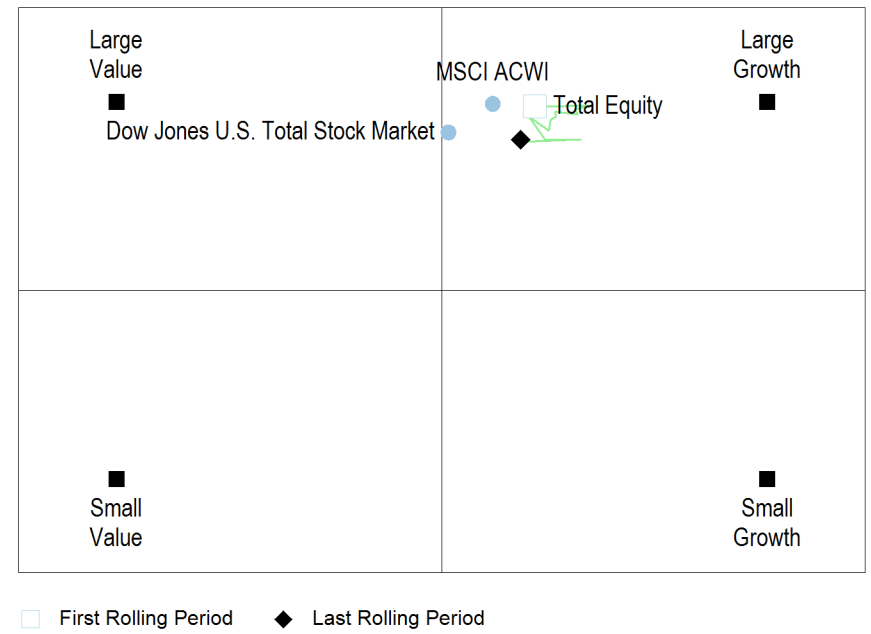 Large
Value
Large
Growth
MSCI ACWI
Total Equity
Dow Jones U.S. Total Stock Market
Small
Value
Small
Growth
First Rolling Period
Last Rolling Period